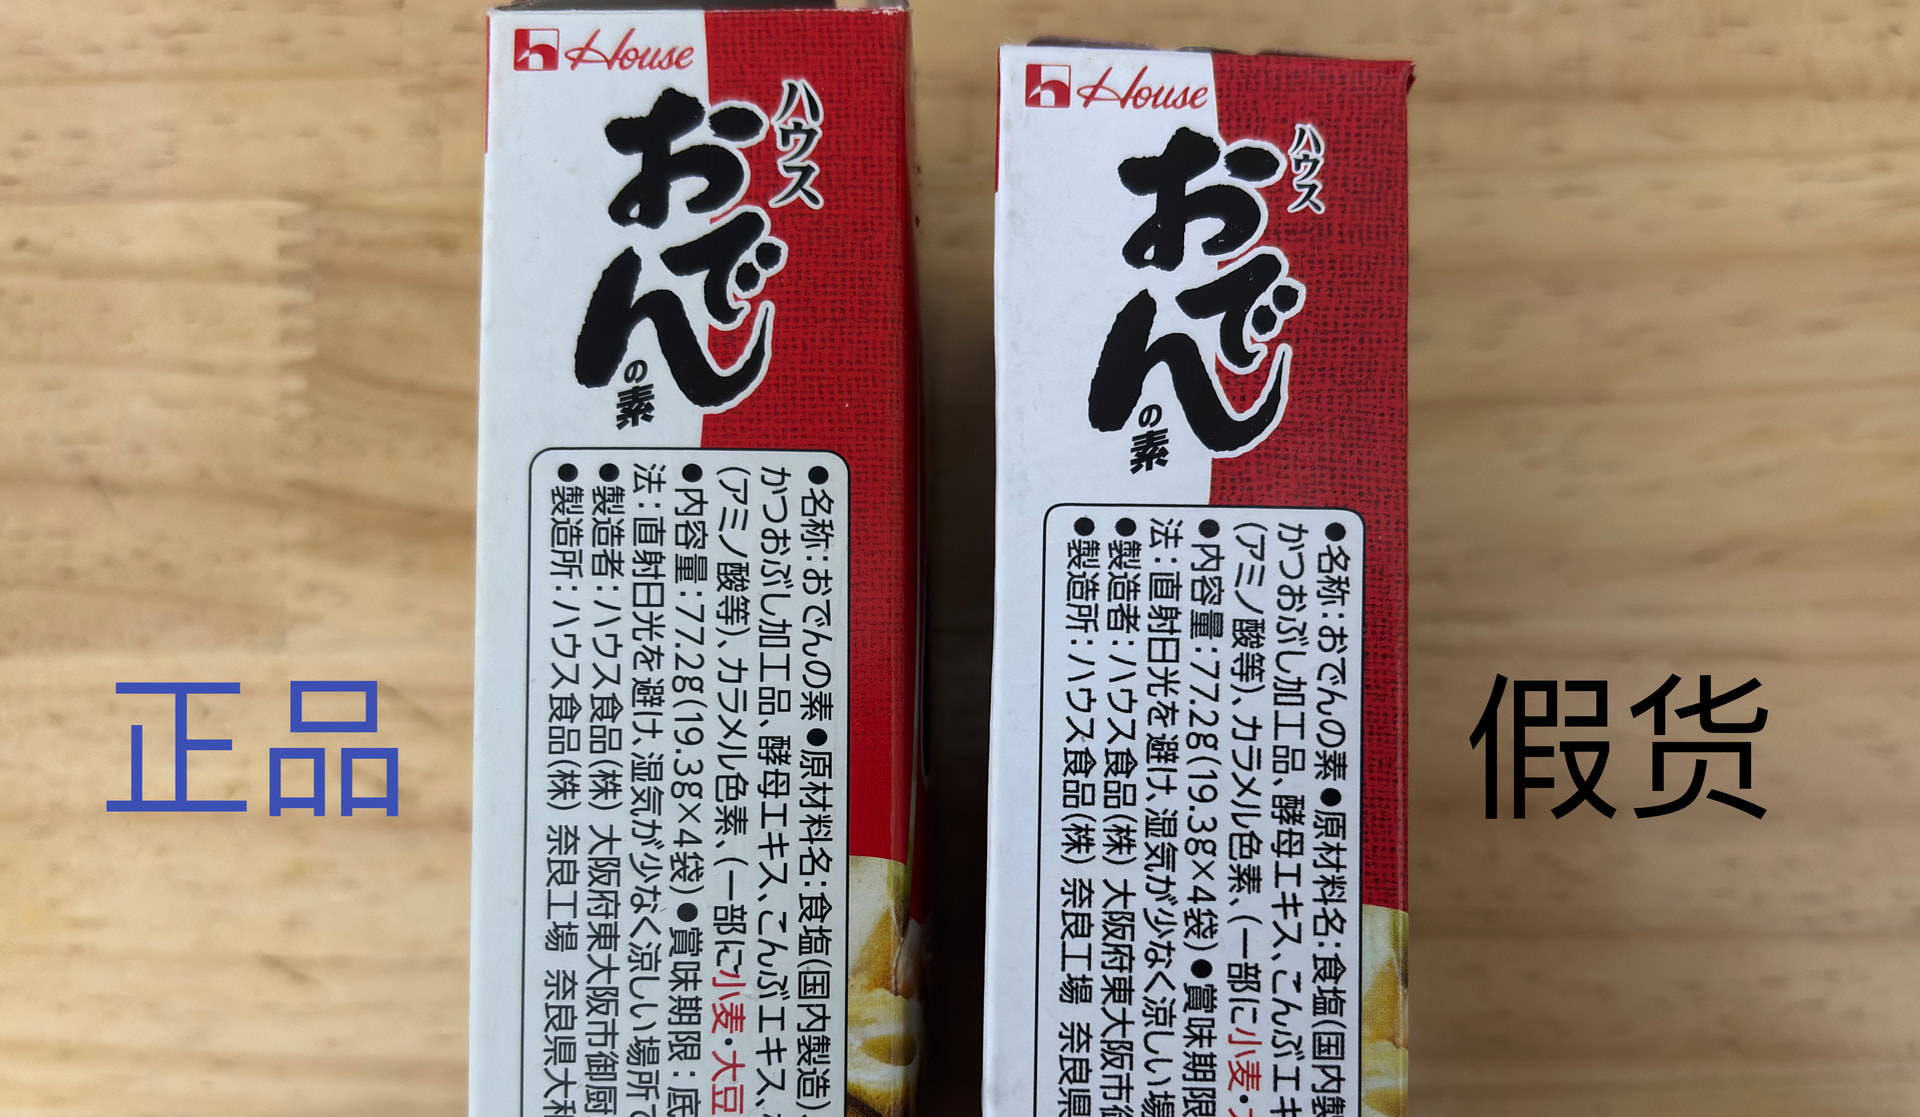 House
ハウス
おでん
の素
●名称:おでんの素●原材料名:食塩(国内製造)、
かつおぶし加工品、酵母エキス、こんぶエキス、
(アミノ酸等)、カラメル色素、(一部に小麦・大豆
●内容量:77.2g(19.3g×4袋)●賞味期限:底
法:直射日光を避け、湿気が少なく涼しい場所で
●製造者:ハウス食品(株) 大阪府東大阪市御厨
●製造所:ハウス食品(株) 奈良工場 奈良県大和
正品
House
ハウス
おでん
の素
●名称:おでんの素●原材料名:食塩(国内製
かつおぶし加工品、酵母エキス、こんぶエキ
(アミノ酸等)、カラメル色素、(一部に小麦・
●内容量:77.2g(19.3g×4袋)●賞味期限
法:直射日光を避け、湿気が少なく涼しい場
●製造者:ハウス食品(株) 大阪府東大阪市
●製造所:ハウス食品(株) 奈良工場 奈良県
假货